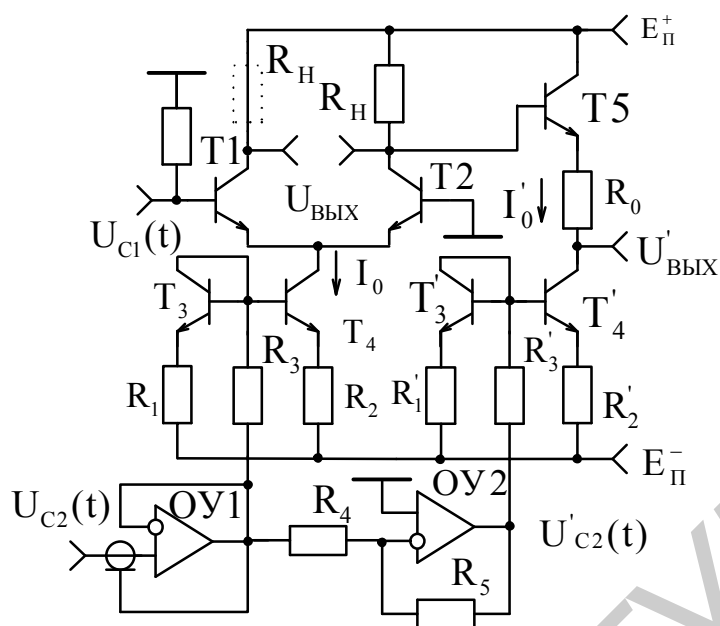 E⁺П
RН
RН
T1
T2
T5
UВЫХ
I'0
R0
UC1(t)
U'ВЫХ
T3
I0
T'3
T'4
T4
R3
R'3
R1
R2
R'1
R'2
E⁻П
UC2(t)
ОУ1
ОУ2
R4
U'C2(t)
R5